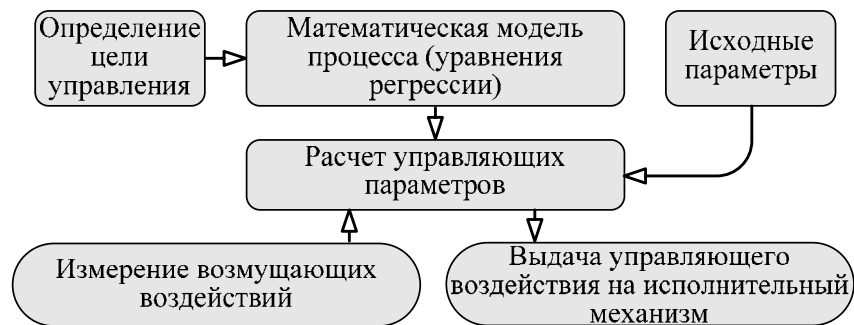 Определение
цели
управления
Математическая модель
процесса (уравнения
регрессии)
Исходные
параметры
Расчет управляющих
параметров
Измерение возмущающих
воздействий
Выдача управляющего
воздействия на исполнительный
механизм